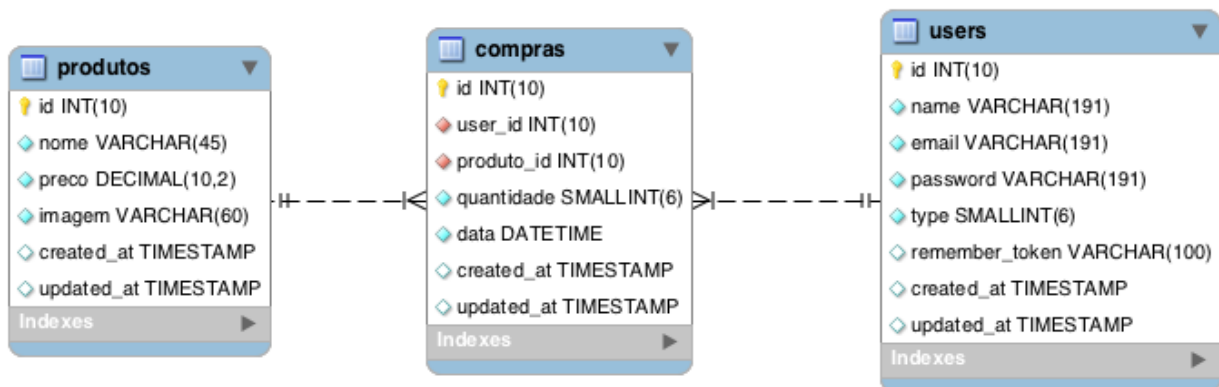 produtos
id INT(10)
nome VARCHAR(45)
preco DECIMAL(10,2)
imagem VARCHAR(60)
created_at TIMESTAMP
updated_at TIMESTAMP
Indexes
compras
id INT(10)
user_id INT(10)
produto_id INT(10)
quantidade SMALLINT(6)
data DATETIME
created_at TIMESTAMP
updated_at TIMESTAMP
Indexes
users
id INT(10)
name VARCHAR(191)
email VARCHAR(191)
password VARCHAR(191)
type SMALLINT(6)
remember_token VARCHAR(100)
created_at TIMESTAMP
updated_at TIMESTAMP
Indexes